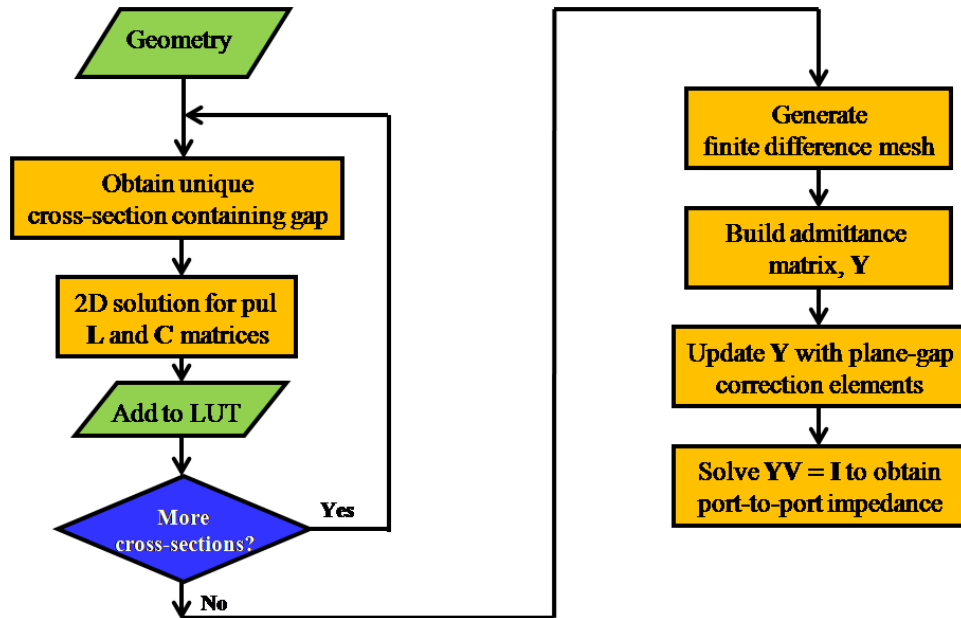 Geometry
Obtain unique
cross-section containing gap
2D solution for pul
L and C matrices
Add to LUT
More
cross-sections?
Yes
No
Generate
finite difference mesh
Build admittance
matrix, Y
Update Y with plane-gap
correction elements
Solve YV = I to obtain
port-to-port impedance